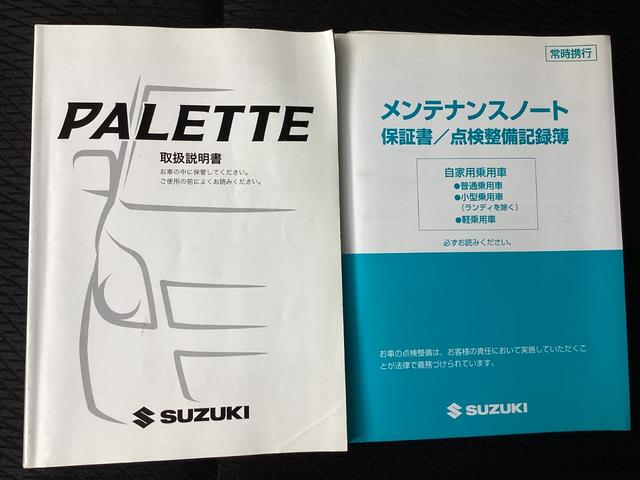 PALETTE
取扱説明書
お車の中に保管してください。
ご使用の前によくお読みください。
SUZUKI
常時携行
メンテナンスノート
保証書／点検整備記録簿
自家用乗用車
●普通乗用車
●小型乗用車
(ランディを除く)
●軽乗用車
必ずお読みください。
お車の点検整備は、お客様の責任において実施していただくこ
とが法律で義務づけられています。
SUZUKI